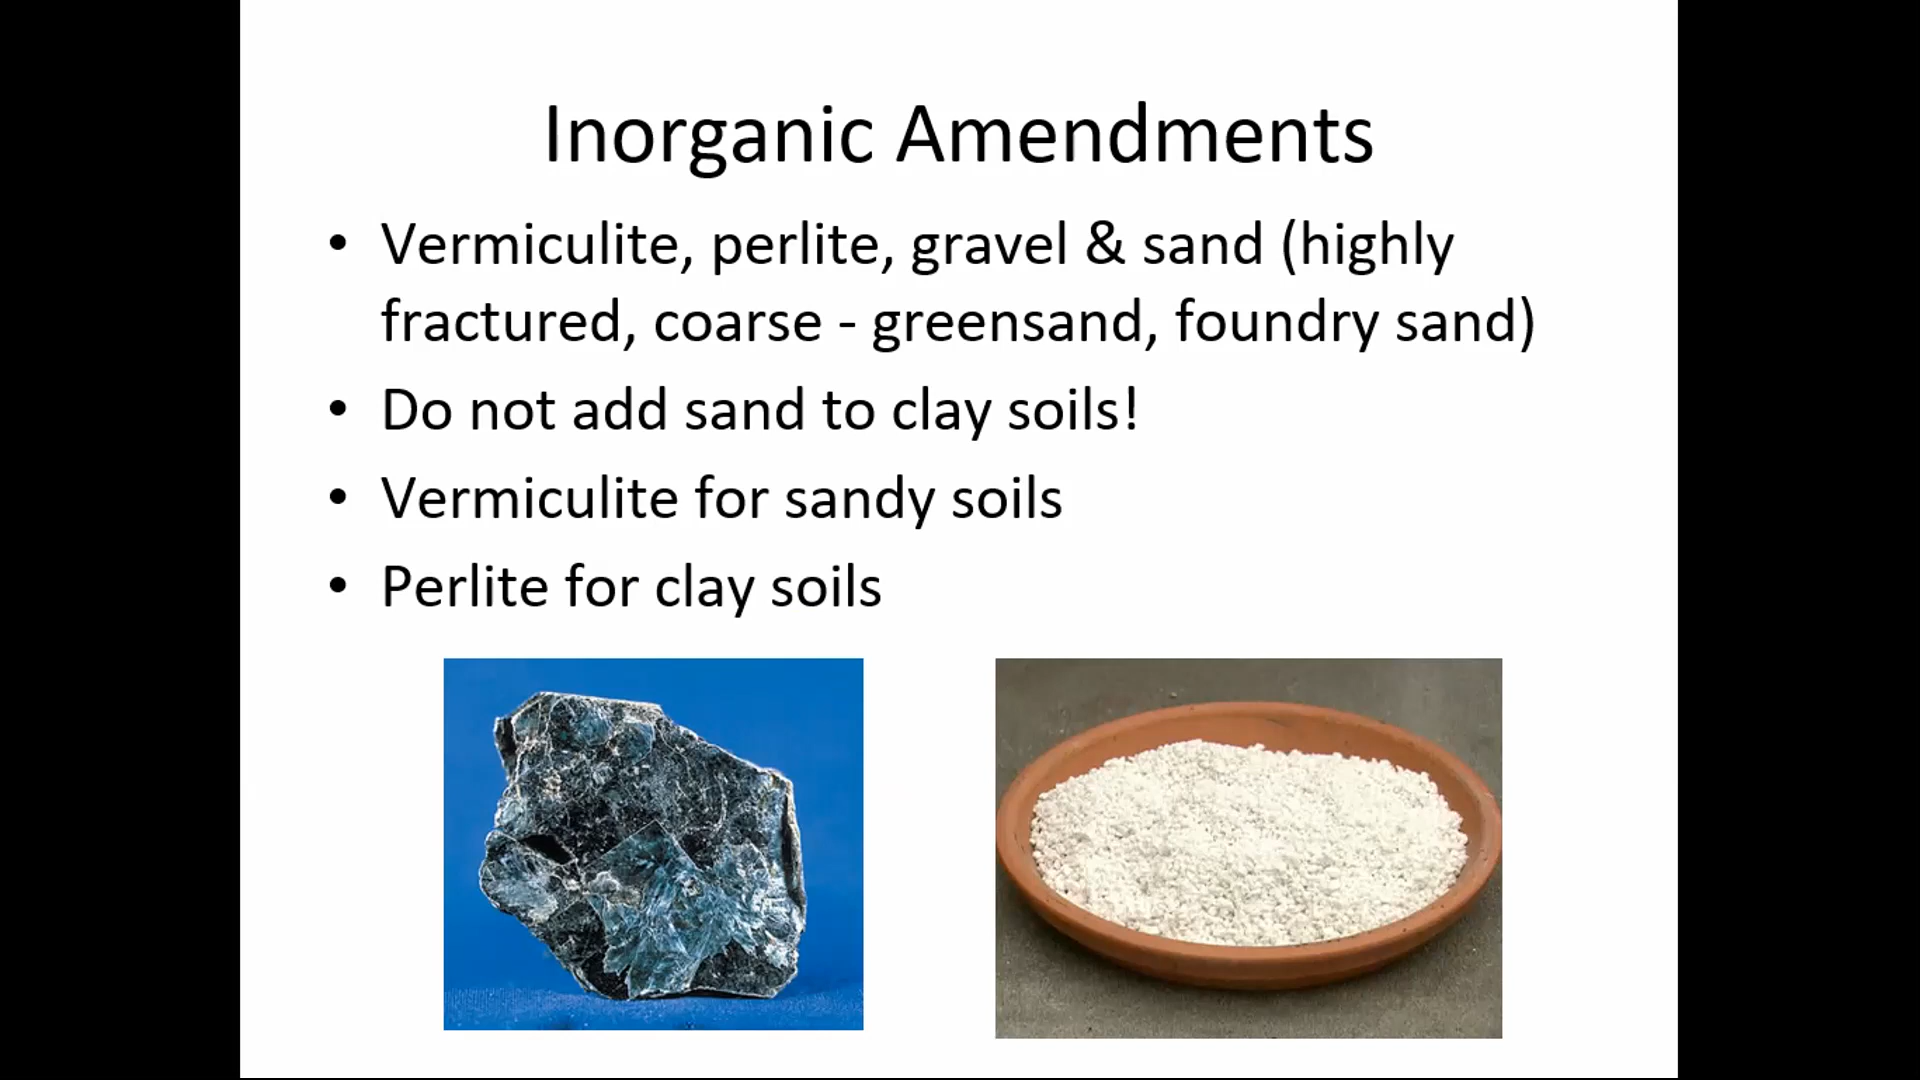 Inorganic Amendments
• Vermiculite, perlite, gravel & sand (highly
fractured, coarse - greensand, foundry sand)
• Do not add sand to clay soils!
• Vermiculite for sandy soils
• Perlite for clay soils